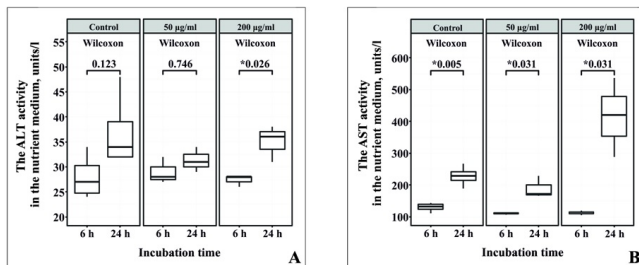 Control 50 μg/ml 200 μg/ml
Wilcoxon Wilcoxon Wilcoxon
0.123 0.746 *0.026
The ALT activity
in the nutrient medium, units/l
55
50
45
40
35
30
25
20
6 h 24 h 6 h 24 h 6 h 24 h
Incubation time
A
Control 50 μg/ml 200 μg/ml
Wilcoxon Wilcoxon Wilcoxon
*0.005 *0.031 *0.031
The AST activity
in the nutrient medium, units/l
600
500
400
300
200
100
6 h 24 h 6 h 24 h 6 h 24 h
Incubation time
B